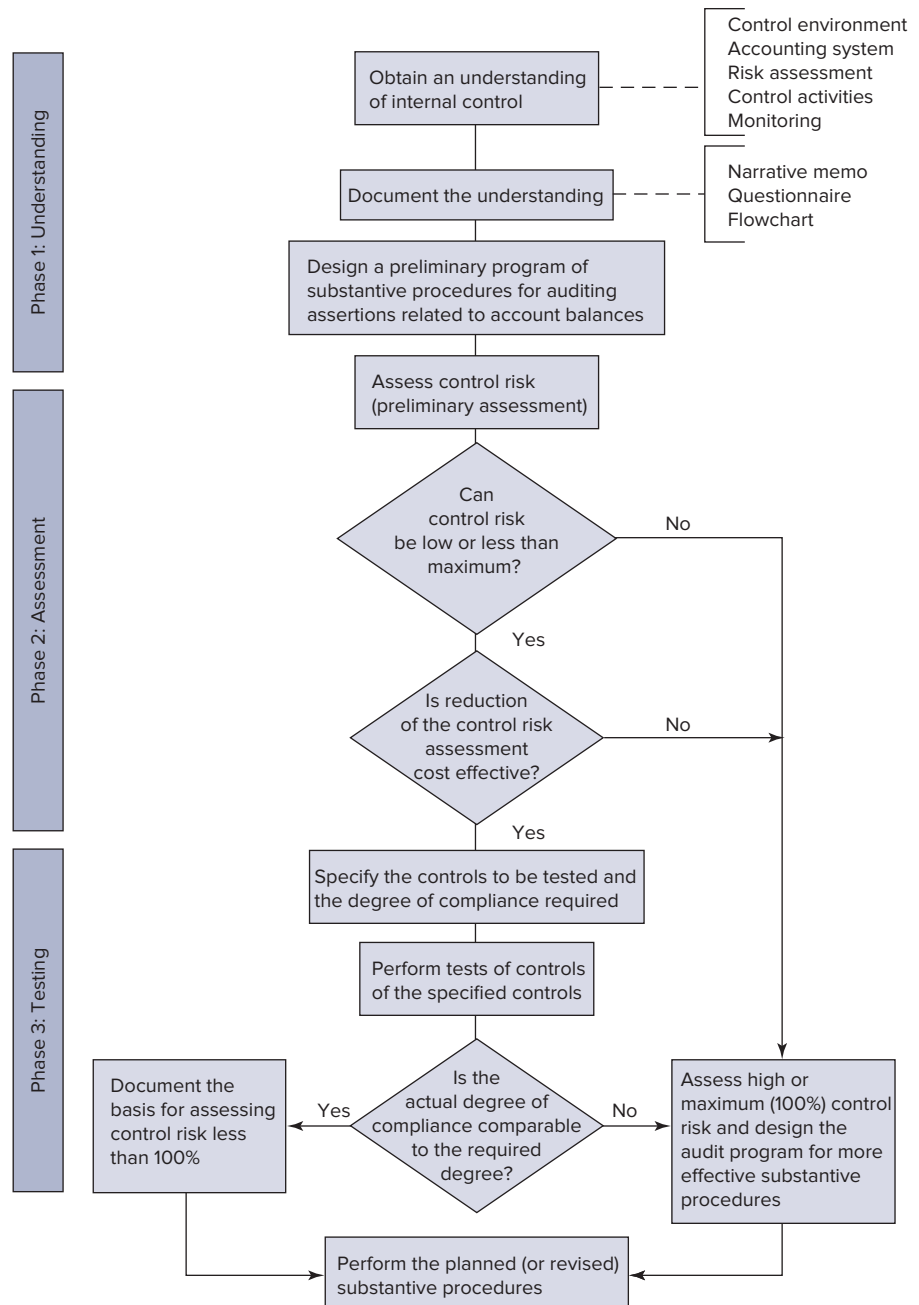 Phase 1: Understanding
Obtain an understanding
of internal control
Control environment
Accounting system
Risk assessment
Control activities
Monitoring
Document the understanding
Narrative memo
Questionnaire
Flowchart
Design a preliminary program of
substantive procedures for auditing
assertions related to account balances
Phase 2: Assessment
Assess control risk
(preliminary assessment)
Can
control risk
be low or less than
maximum?
No
Yes
Is reduction
of the control risk
assessment
cost effective?
No
Yes
Phase 3: Testing
Specify the controls to be tested and
the degree of compliance required
Perform tests of controls
of the specified controls
Is the
actual degree of
compliance comparable
to the required
degree?
Yes
No
Document the
basis for assessing
control risk less
than 100%
Assess high or
maximum (100%) control
risk and design the
audit program for more
effective substantive
procedures
Perform the planned (or revised)
substantive procedures